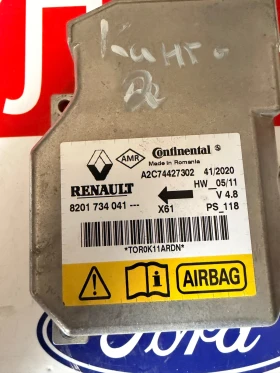 Канго
AMR
Continental
Made in Romania
RENAULT
A2C74427302 41/2020
HW_05/11
V 4.8
8201 734 041 --- X61 PS_118
*TOR0K11ARDN*
AIRBAG
Ford